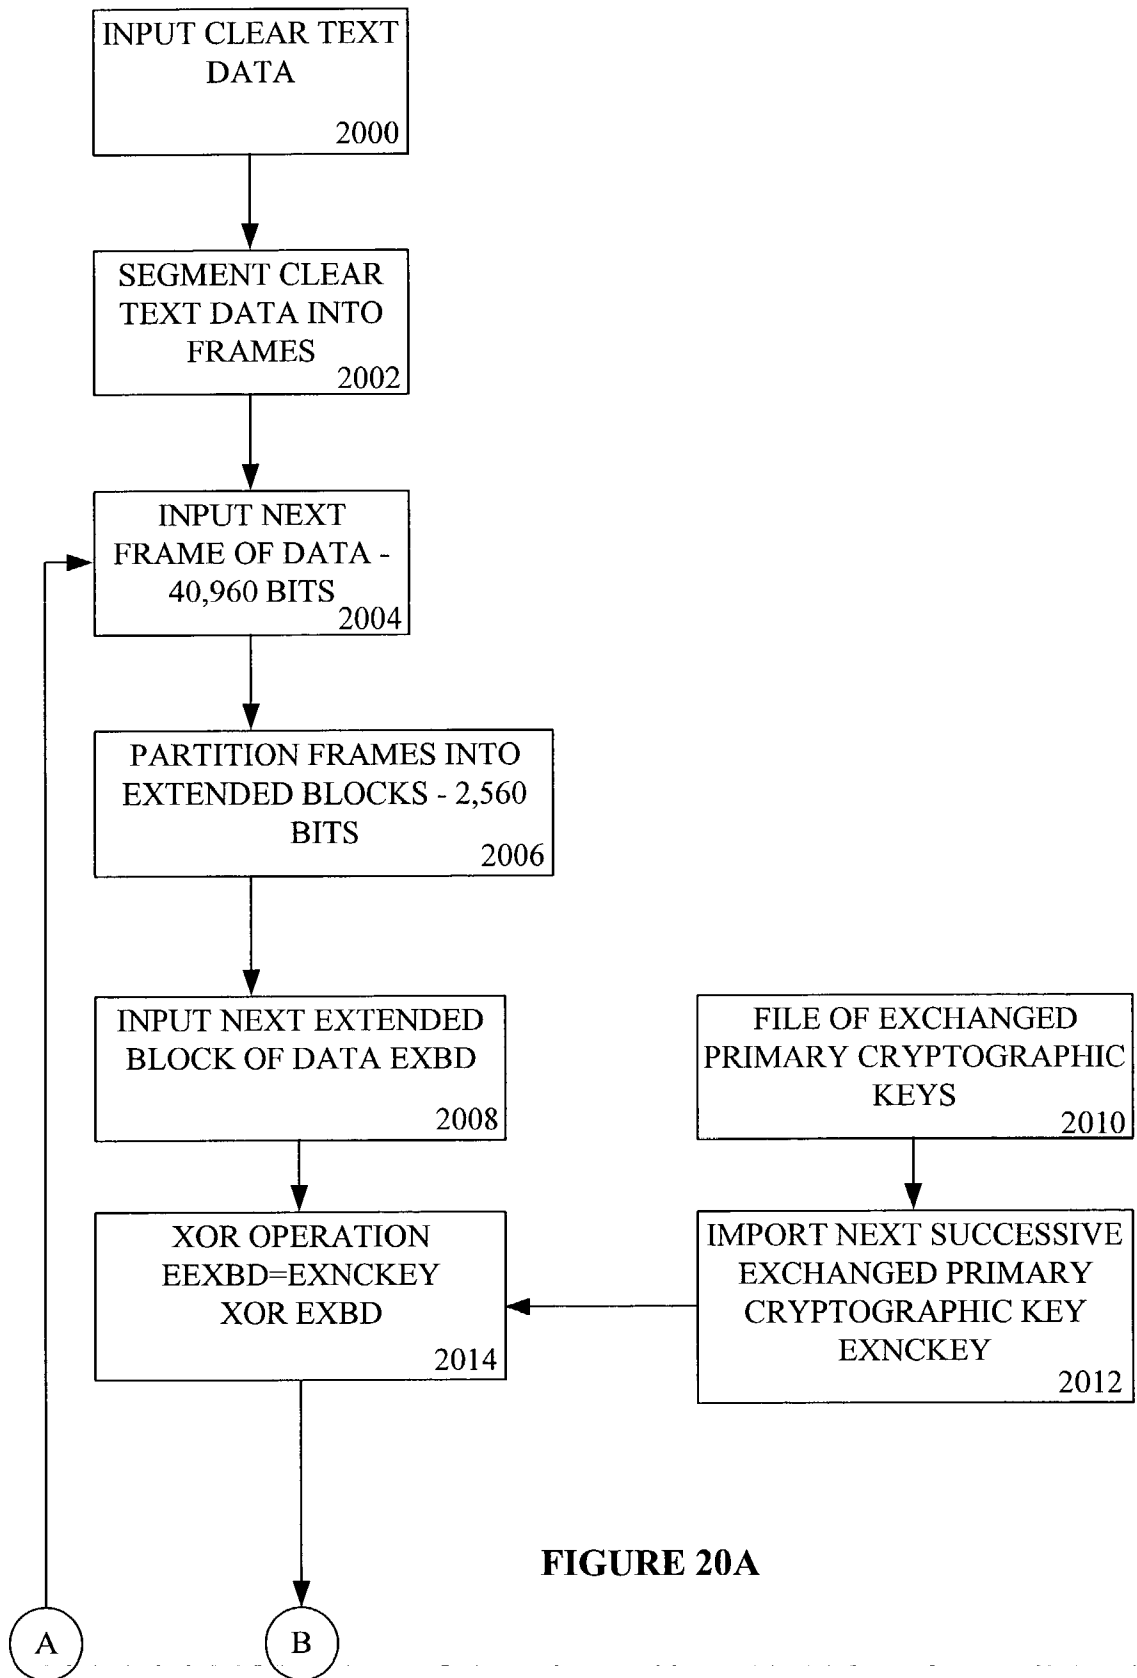 INPUT CLEAR TEXT
DATA
2000
SEGMENT CLEAR
TEXT DATA INTO
FRAMES
2002
INPUT NEXT
FRAME OF DATA -
40,960 BITS
2004
PARTITION FRAMES INTO
EXTENDED BLOCKS - 2,560
BITS
2006
INPUT NEXT EXTENDED
BLOCK OF DATA EXBD
2008
FILE OF EXCHANGED
PRIMARY CRYPTOGRAPHIC
KEYS
2010
XOR OPERATION
EEXBD=EXNCKEY
XOR EXBD
2014
IMPORT NEXT SUCCESSIVE
EXCHANGED PRIMARY
CRYPTOGRAPHIC KEY
EXNCKEY
2012
FIGURE 20A
A
B